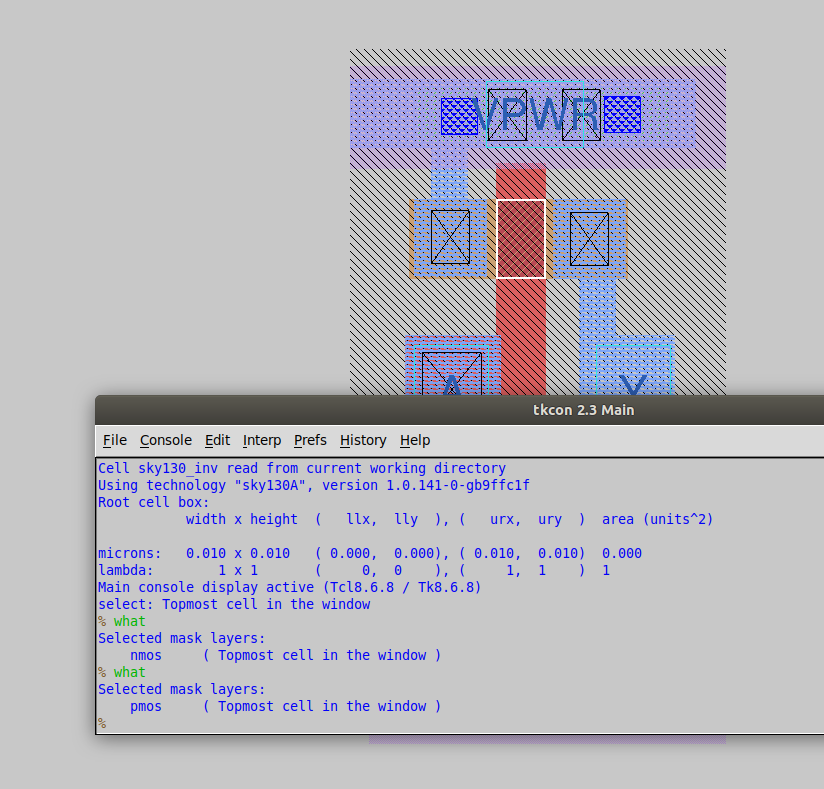 VPWR
A Y
tkcon 2.3 Main
File Console Edit Interp Prefs History Help
Cell sky130_inv read from current working directory
Using technology "sky130A", version 1.0.141-0-gb9ffc1f
Root cell box:
width x height ( llx, lly ), ( urx, ury ) area (units^2)
microns: 0.010 x 0.010 ( 0.000, 0.000), ( 0.010, 0.010) 0.000
lambda: 1 x 1 ( 0, 0 ), ( 1, 1 ) 1
Main console display active (Tcl8.6.8 / Tk8.6.8)
select: Topmost cell in the window
% what
Selected mask layers:
nmos ( Topmost cell in the window )
% what
Selected mask layers:
pmos ( Topmost cell in the window )
%